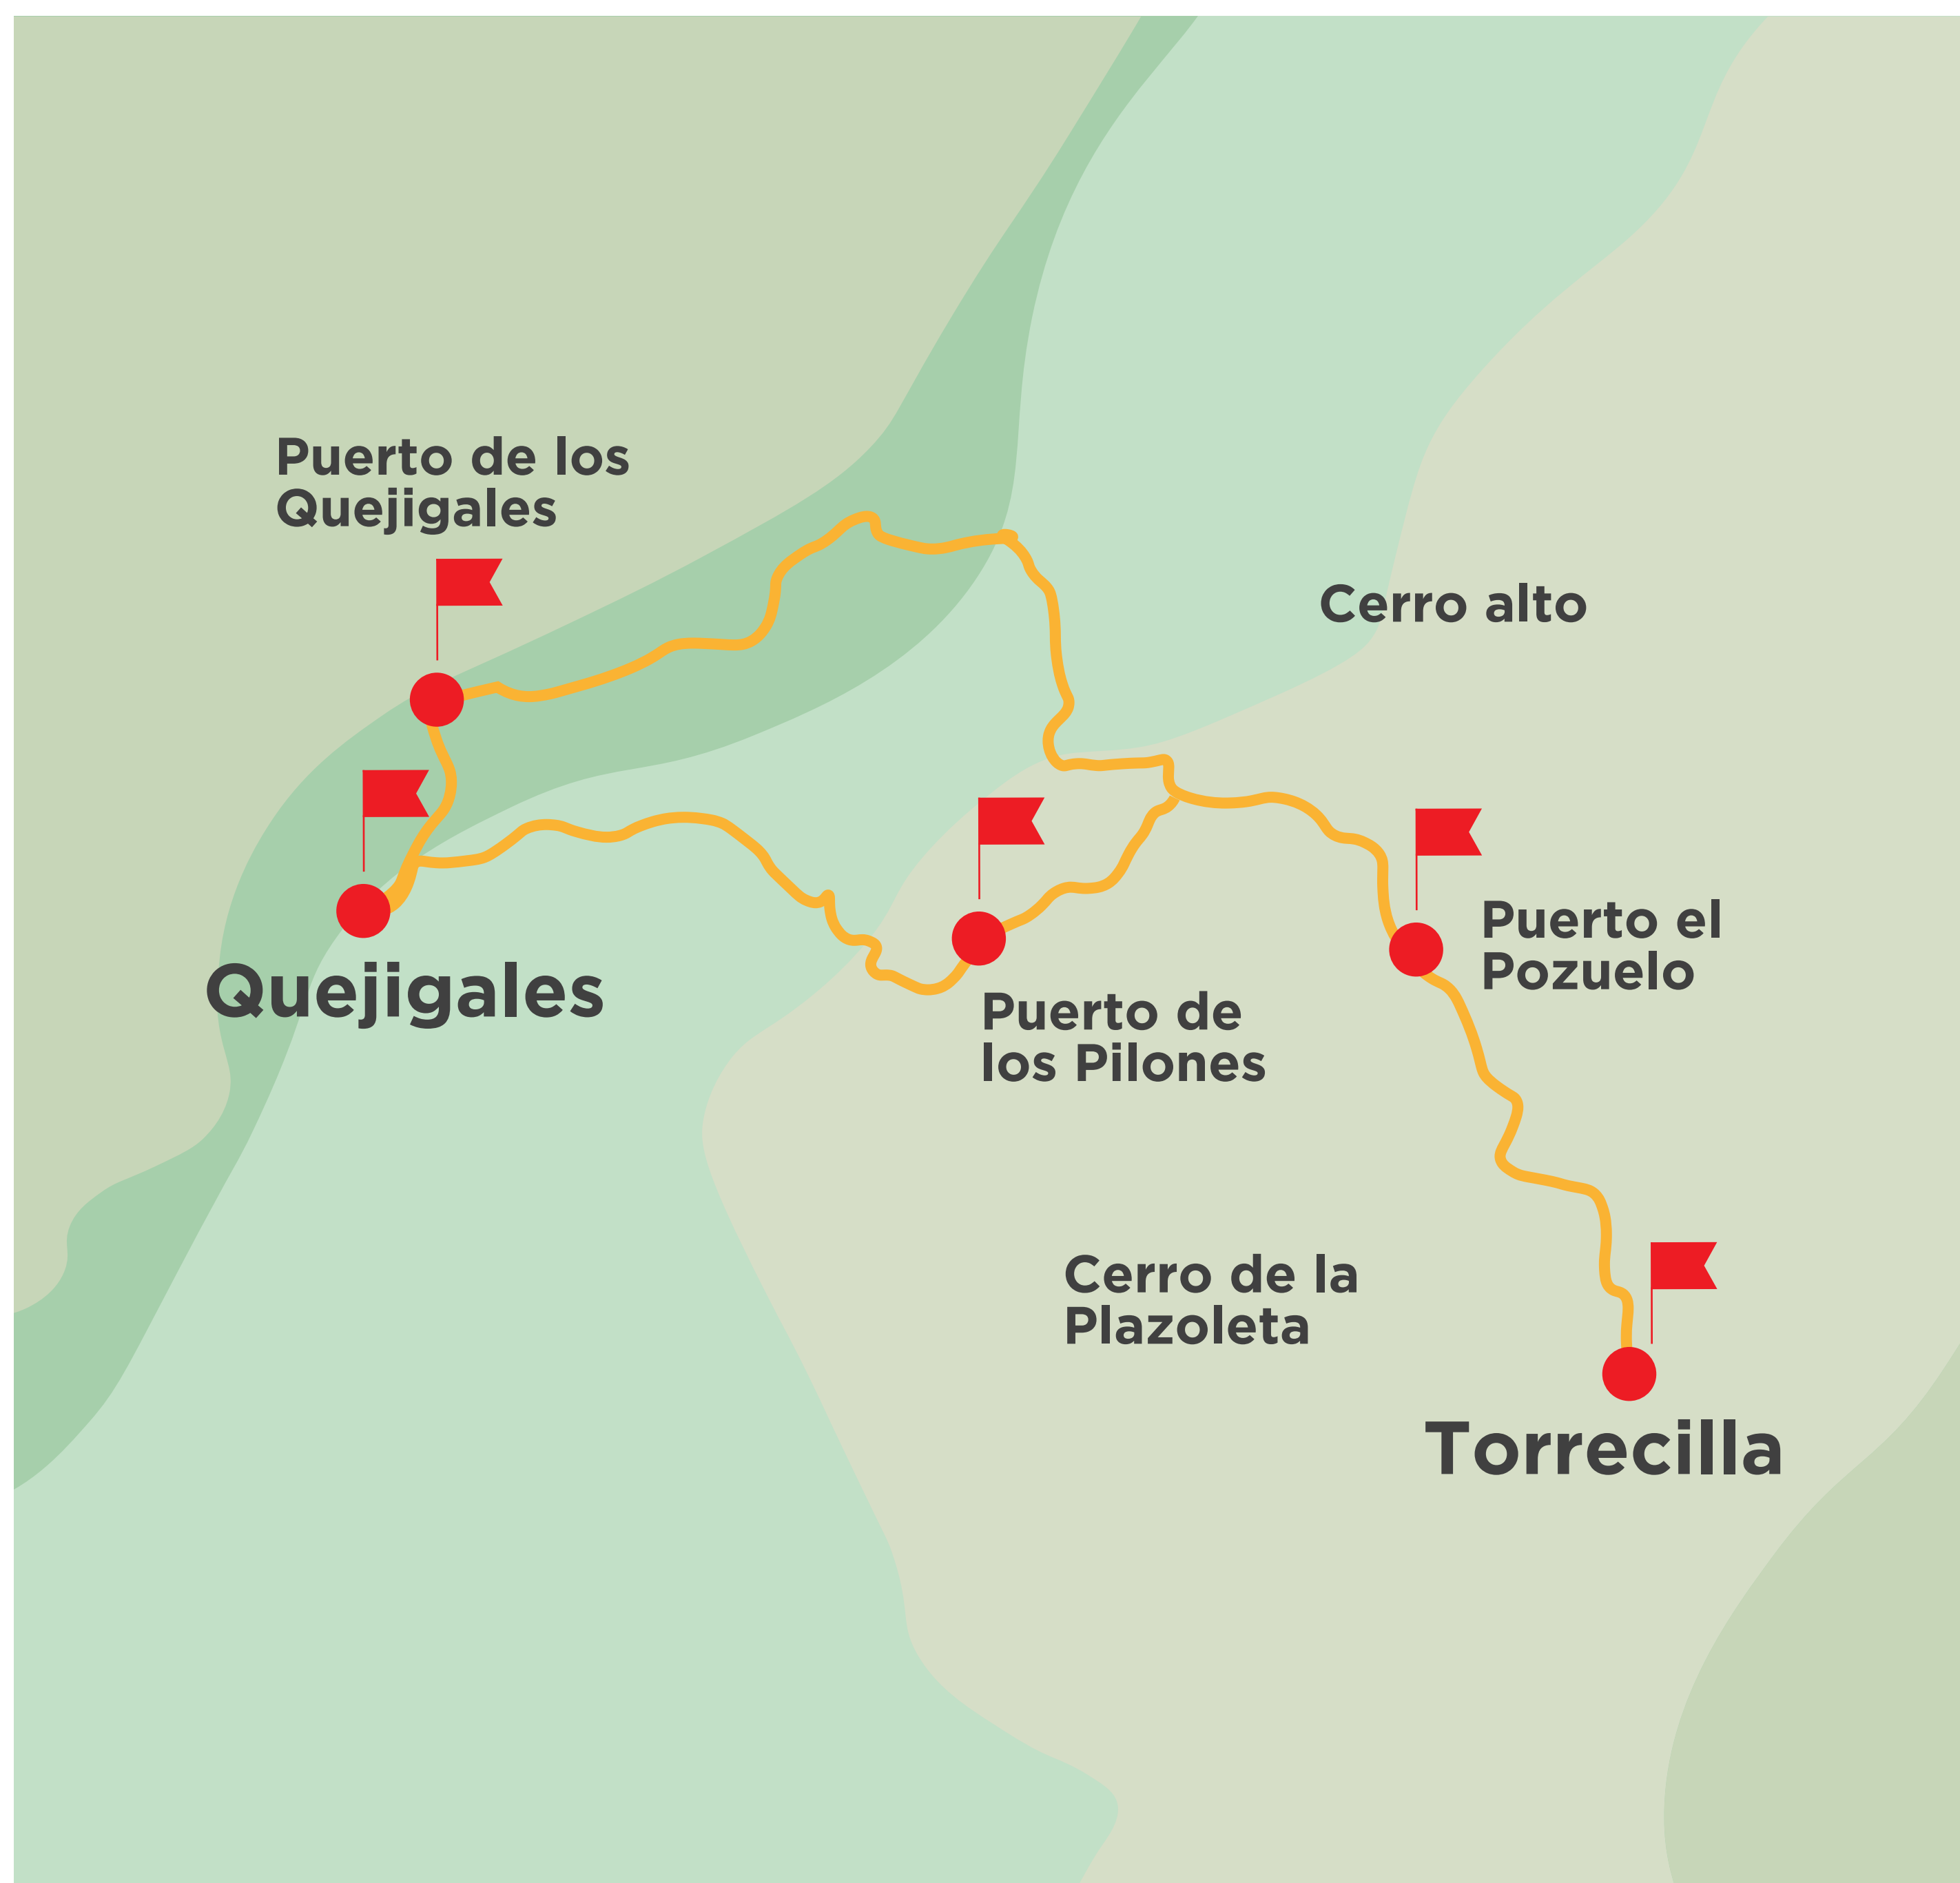 Puerto de los
Quejigales
Cerro alto
Puerto el
Pozuelo
Quejigales
Puerto de
los Pilones
Cerro de la
Plazoleta
Torrecilla